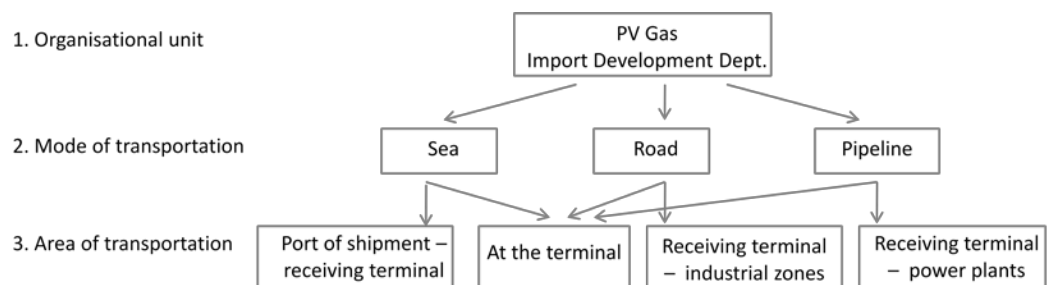 1. Organisational unit
PV Gas
Import Development Dept.
2. Mode of transportation
Sea
Road
Pipeline
3. Area of transportation
Port of shipment –
receiving terminal
At the terminal
Receiving terminal
– industrial zones
Receiving terminal
– power plants